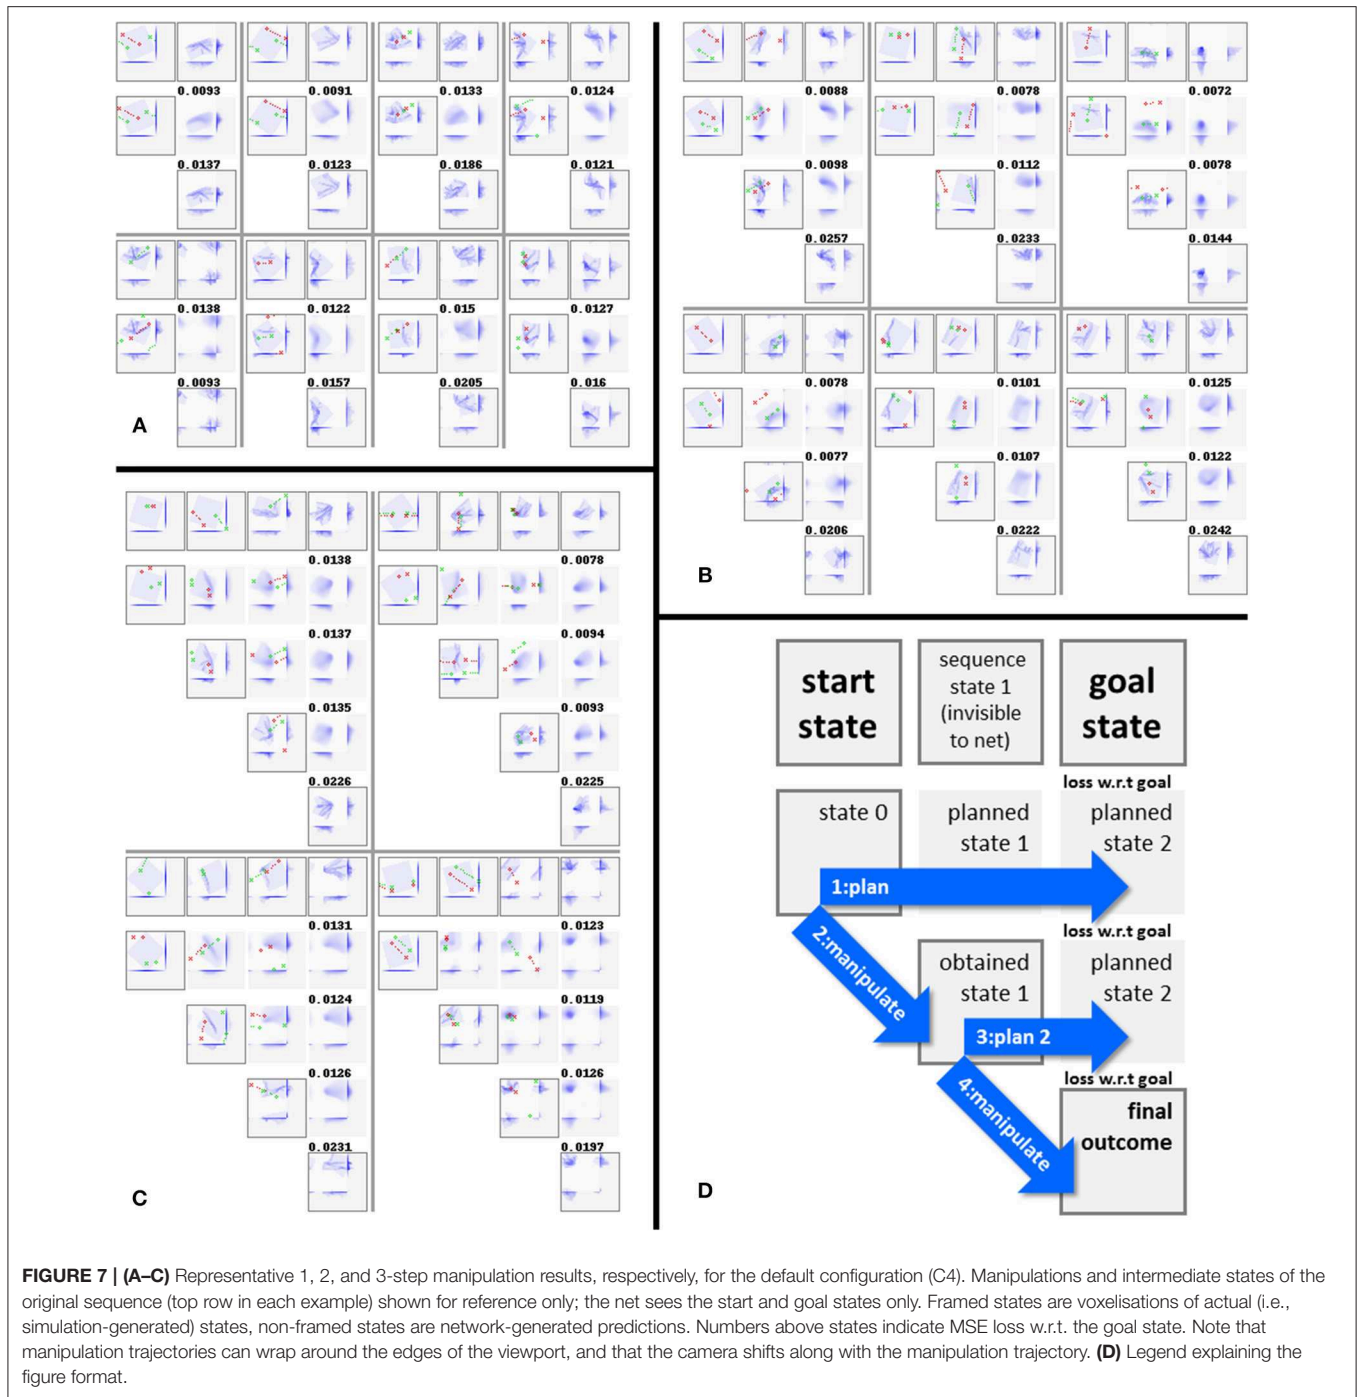 0.0093 0.0091 0.0133 0.0124
0.0137 0.0123 0.0186 0.0121
0.0138 0.0122 0.015 0.0127
0.0093 0.0157 0.0205 0.016
A
0.0088 0.0078 0.0072
0.0098 0.0112 0.0078
0.0257 0.0233 0.0144
0.0078 0.0101 0.0125
0.0077 0.0107 0.0122
0.0206 0.0222 0.0242
B
0.0138 0.0078
0.0137 0.0094
0.0135 0.0093
0.0226 0.0225
0.0131 0.0123
0.0124 0.0119
0.0126 0.0126
0.0231 0.0197
C
start
state
sequence
state 1
(invisible
to net)
goal
state
loss w.r.t goal
state 0
planned
state 1
planned
state 2
1:plan
loss w.r.t goal
2:manipulate
obtained
state 1
planned
state 2
3:plan 2
loss w.r.t goal
4:manipulate
final
outcome
D
FIGURE 7 | (A–C) Representative 1, 2, and 3-step manipulation results, respectively, for the default configuration (C4). Manipulations and intermediate states of the
original sequence (top row in each example) shown for reference only; the net sees the start and goal states only. Framed states are voxelisations of actual (i.e.,
simulation-generated) states, non-framed states are network-generated predictions. Numbers above states indicate MSE loss w.r.t. the goal state. Note that
manipulation trajectories can wrap around the edges of the viewport, and that the camera shifts along with the manipulation trajectory. (D) Legend explaining the
figure format.